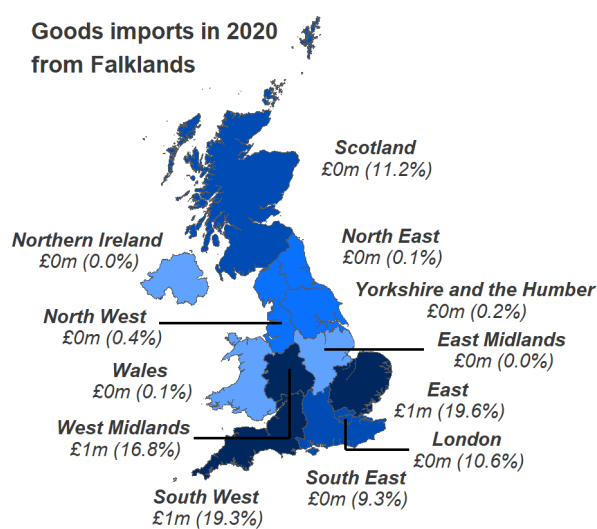 Goods imports in 2020
from Falklands
Scotland
£0m (11.2%)
Northern Ireland
£0m (0.0%)
North East
£0m (0.1%)
Yorkshire and the Humber
£0m (0.2%)
North West
£0m (0.4%)
East Midlands
£0m (0.0%)
Wales
£0m (0.1%)
East
£1m (19.6%)
West Midlands
£1m (16.8%)
London
£0m (10.6%)
South East
£0m (9.3%)
South West
£1m (19.3%)